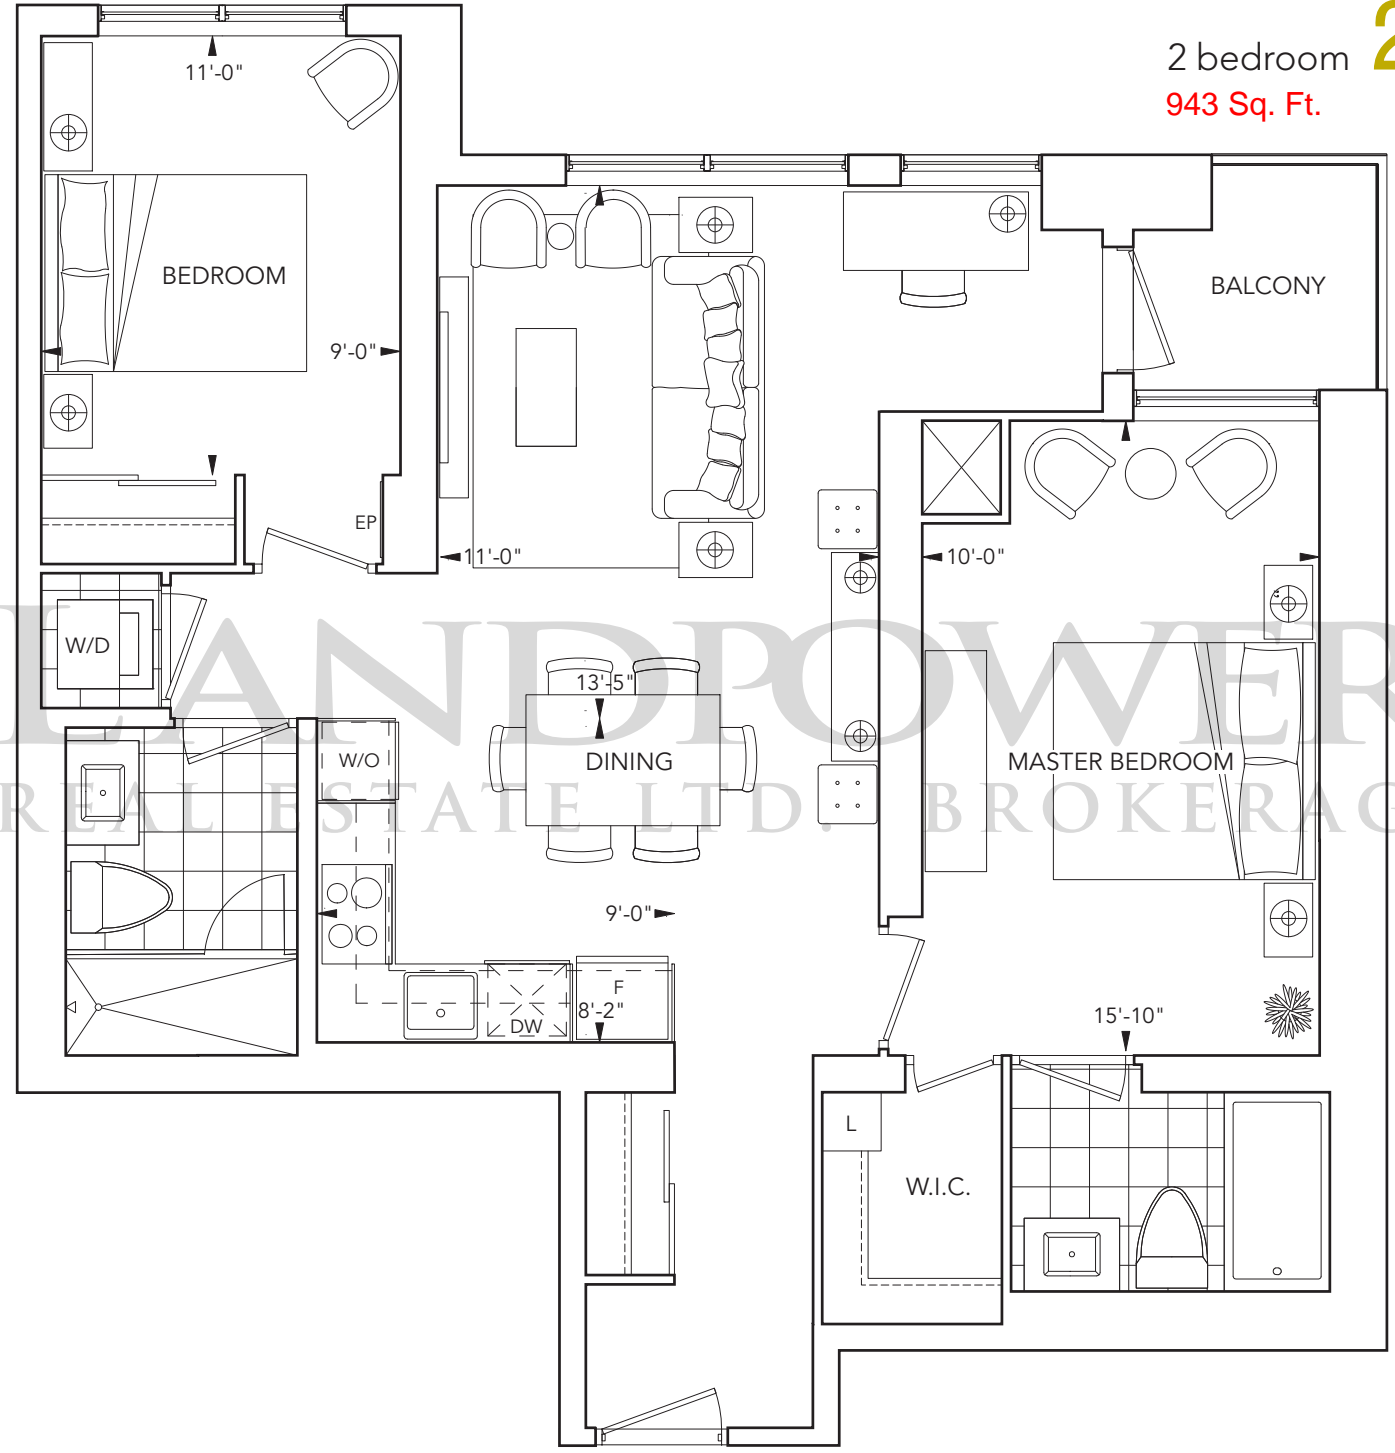 2
2 bedroom
943 Sq. Ft.
11'-0"
BEDROOM
BALCONY
9'-0"
EP
11'-0"
10'-0"
W/D
LANDPOWER
13'-5"
W/O
DINING
MASTER BEDROOM
REAL ESTATE LTD. BROKERAG
9'-0"
F
8'-2"
DW
15'-10"
L
W.I.C.